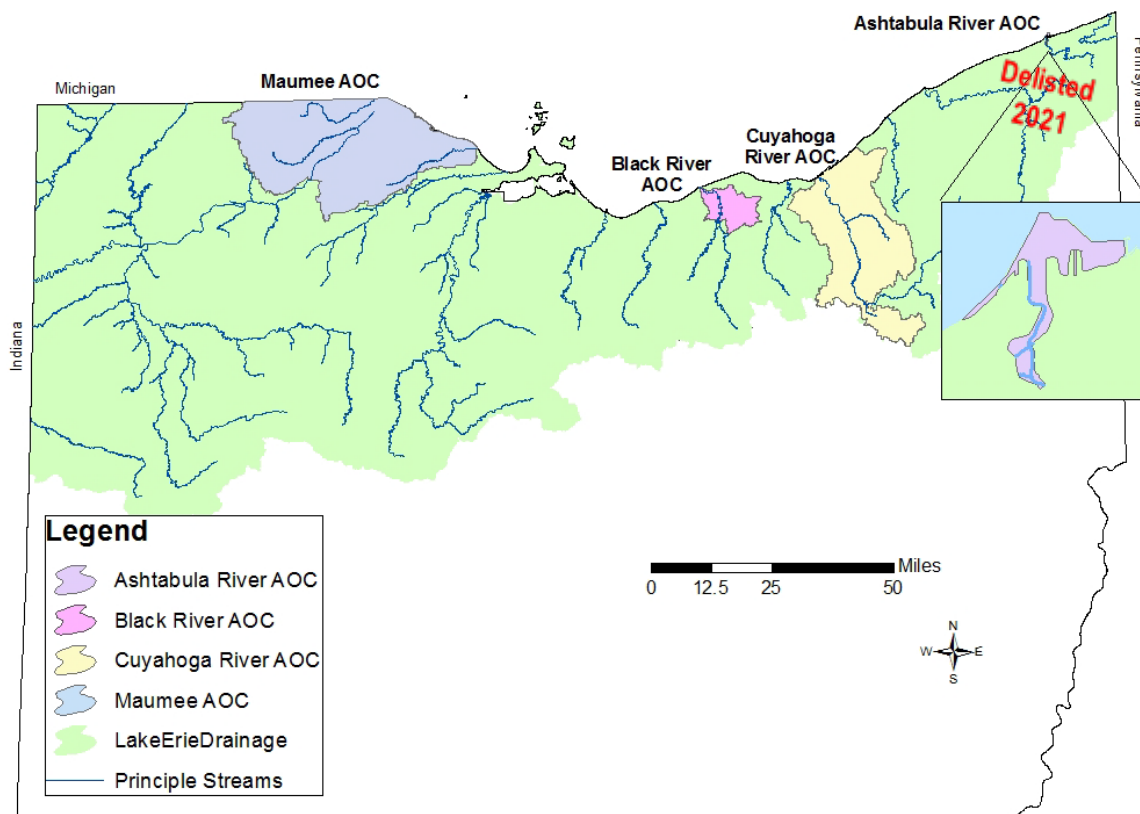 Ashtabula River AOC
Michigan
Maumee AOC
Pennsylvania
Delisted
2021
Cuyahoga
River AOC
Black River
AOC
Indiana
Legend
Ashtabula River AOC
Black River AOC
Cuyahoga River AOC
Maumee AOC
LakeErieDrainage
Principle Streams
Miles
0 12.5 25 50
N
W E
S